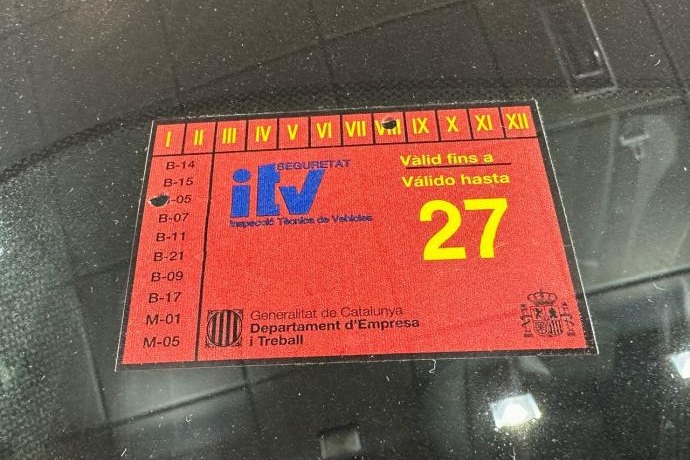 I II III IV V VI VII VIII IX X XI XII
B-14
B-15
-05
B-07
B-11
B-21
B-09
B-17
M-01
M-05
SEGURETAT
itv
Inspecció Tècnica de Vehicles
Vàlid fins a
Válido hasta
27
Generalitat de Catalunya
Departament d'Empresa
i Treball